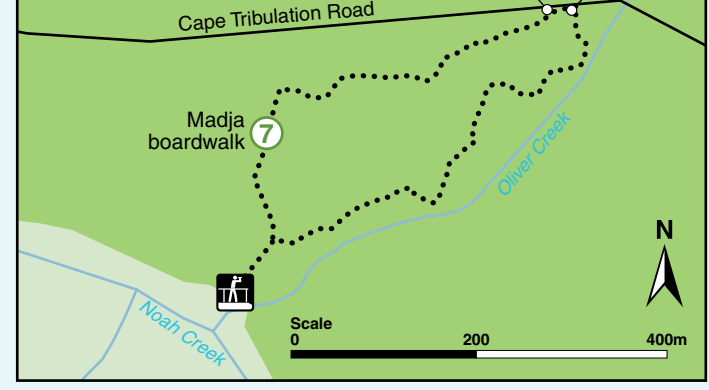 Cape Tribulation Road
Madja
boardwalk
7
Oliver Creek
Noah Creek
N
Scale
0 200 400m